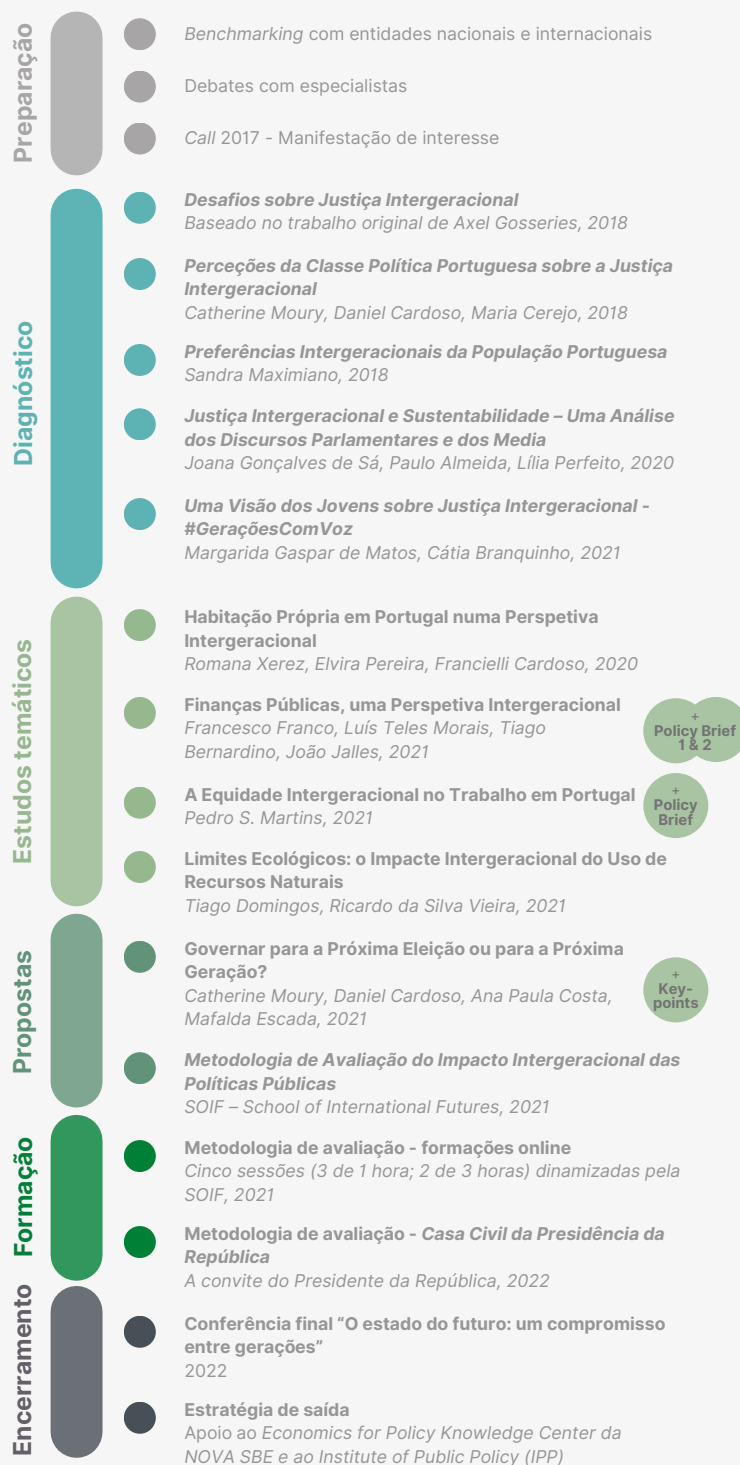 Preparação
Benchmarking com entidades nacionais e internacionais
Debates com especialistas
Call 2017 - Manifestação de interesse
Diagnóstico
Desafios sobre Justiça Intergeracional
Baseado no trabalho original de Axel Gosseries, 2018
Perceções da Classe Política Portuguesa sobre a Justiça
Intergeracional
Catherine Moury, Daniel Cardoso, Maria Cerejo, 2018
Preferências Intergeracionais da População Portuguesa
Sandra Maximiano, 2018
Justiça Intergeracional e Sustentabilidade – Uma Análise
dos Discursos Parlamentares e dos Media
Joana Gonçalves de Sá, Paulo Almeida, Lília Perfeito, 2020
Uma Visão dos Jovens sobre Justiça Intergeracional -
#GeraçõesComVoz
Margarida Gaspar de Matos, Cátia Branquinho, 2021
Estudos temáticos
Habitação Própria em Portugal numa Perspetiva
Intergeracional
Romana Xerez, Elvira Pereira, Francielli Cardoso, 2020
Finanças Públicas, uma Perspetiva Intergeracional
Francesco Franco, Luís Teles Morais, Tiago
Bernardino, João Jalles, 2021
+
Policy Brief
1 & 2
A Equidade Intergeracional no Trabalho em Portugal
Pedro S. Martins, 2021
+
Policy
Brief
Limites Ecológicos: o Impacte Intergeracional do Uso de
Recursos Naturais
Tiago Domingos, Ricardo da Silva Vieira, 2021
Propostas
Governar para a Próxima Eleição ou para a Próxima
Geração?
Catherine Moury, Daniel Cardoso, Ana Paula Costa,
Mafalda Escada, 2021
+
Key-
points
Metodologia de Avaliação do Impacto Intergeracional das
Políticas Públicas
SOIF – School of International Futures, 2021
Formação
Metodologia de avaliação - formações online
Cinco sessões (3 de 1 hora; 2 de 3 horas) dinamizadas pela
SOIF, 2021
Metodologia de avaliação - Casa Civil da Presidência da
República
A convite do Presidente da República, 2022
Encerramento
Conferência final “O estado do futuro: um compromisso
entre gerações”
2022
Estratégia de saída
Apoio ao Economics for Policy Knowledge Center da
NOVA SBE e ao Institute of Public Policy (IPP)